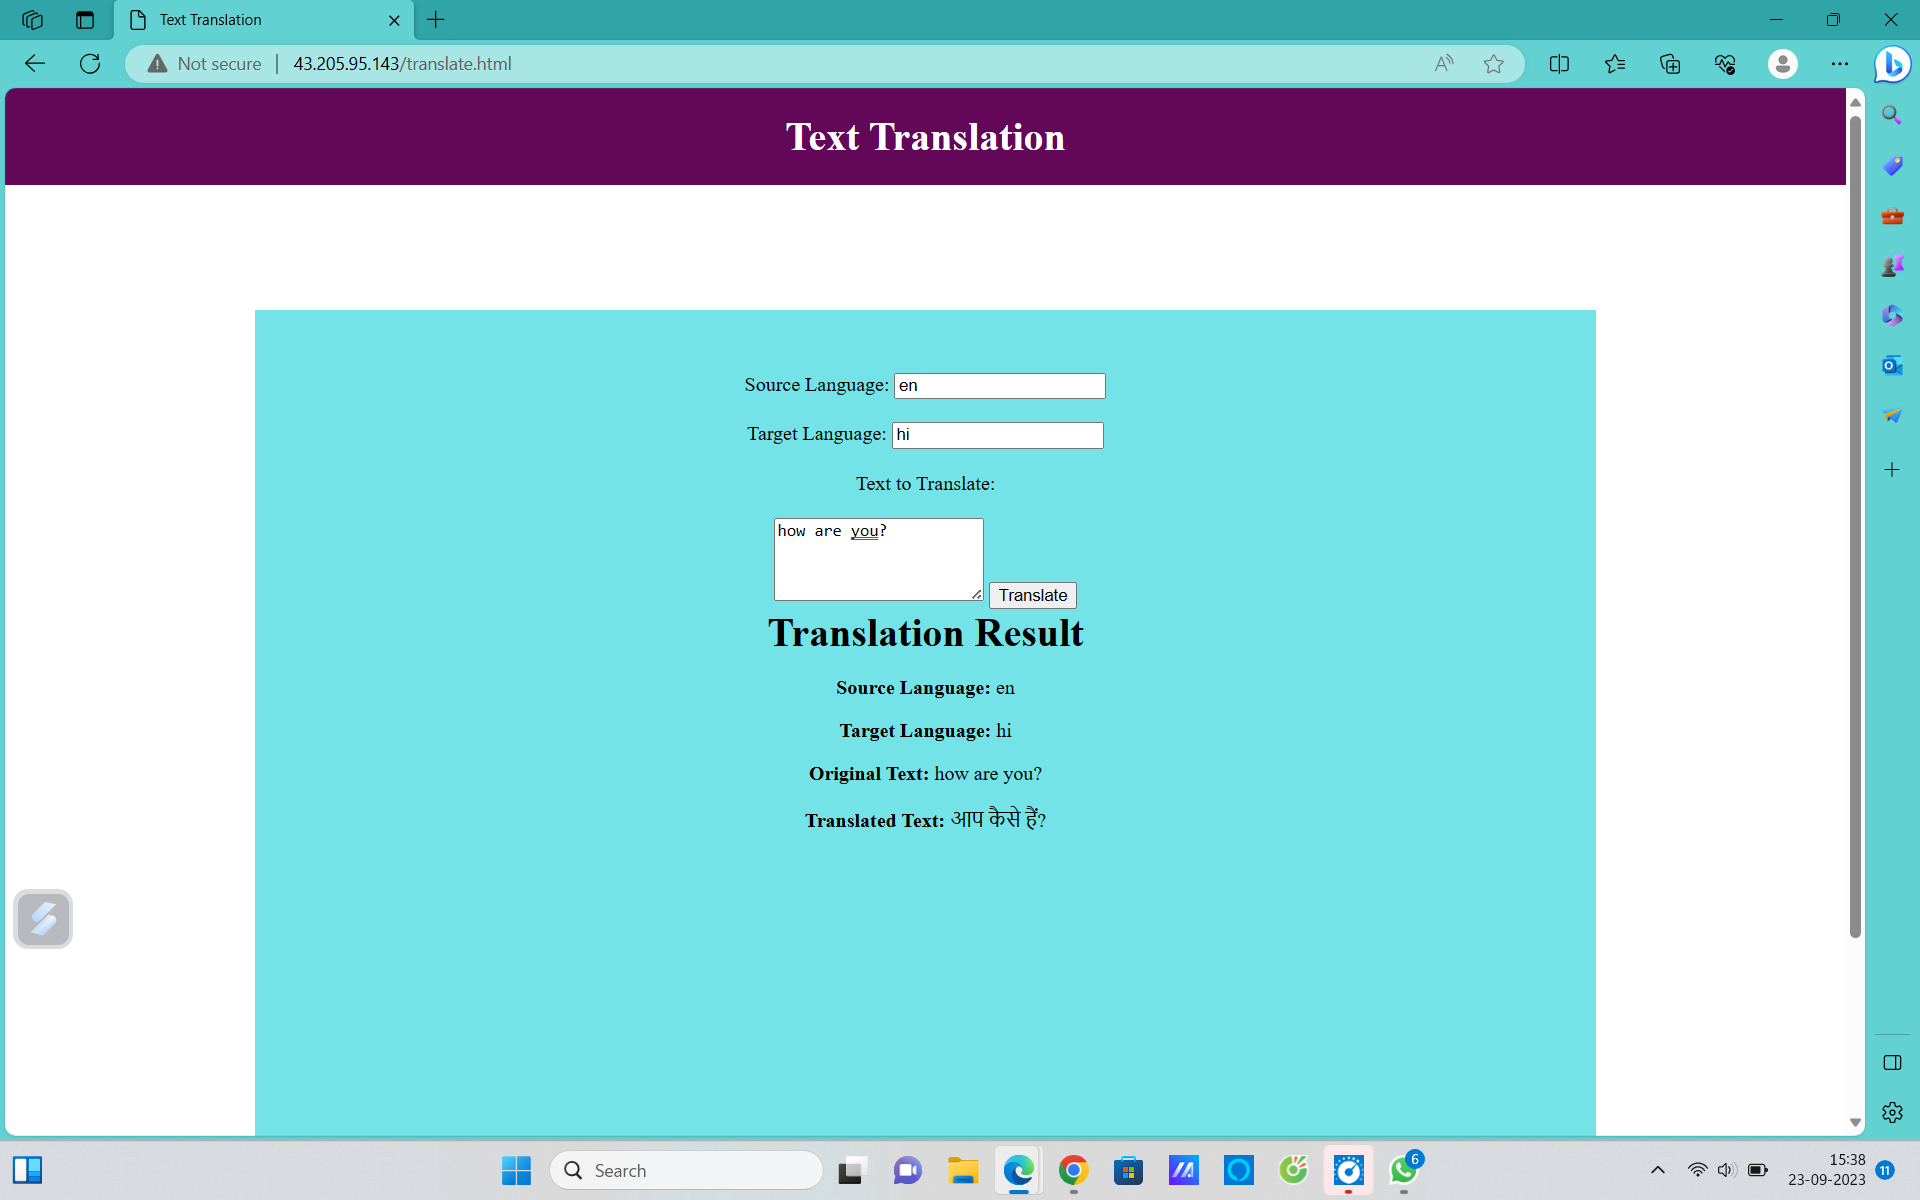 Text Translation
Not secure | 43.205.95.143/translate.html
Text Translation
Source Language: en
Target Language: hi
Text to Translate:
how are you?
Translate
Translation Result
Source Language: en
Target Language: hi
Original Text: how are you?
Translated Text: आप कैसे हैं?
Search
6
15:38
23-09-2023
11